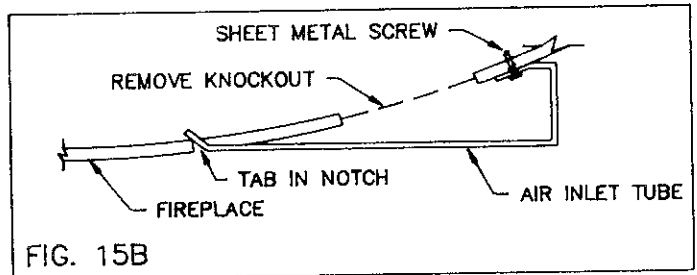 SHEET METAL SCREW
REMOVE KNOCKOUT
TAB IN NOTCH
AIR INLET TUBE
FIREPLACE
FIG. 15B